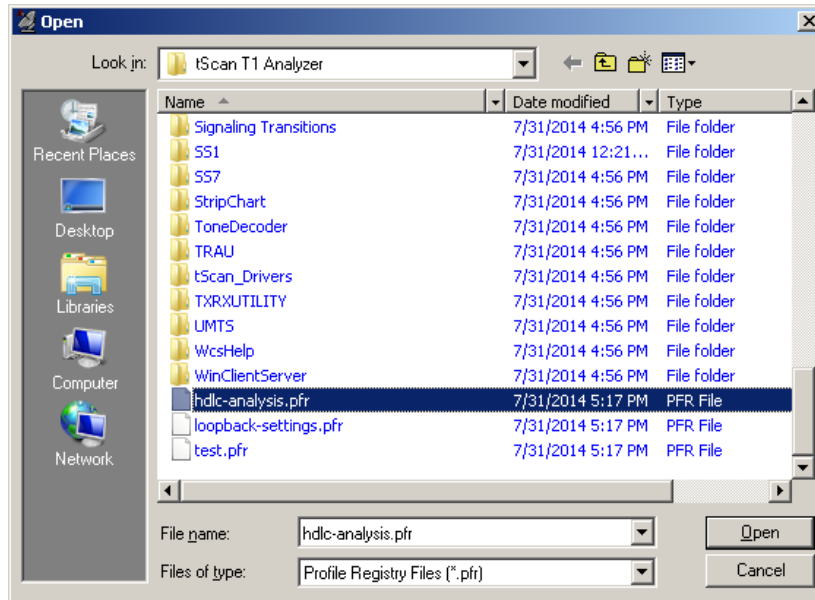 Open
Look in: tScan T1 Analyzer
Name Date modified Type
Signaling Transitions 7/31/2014 4:56 PM File folder
SS1 7/31/2014 12:21... File folder
SS7 7/31/2014 4:56 PM File folder
StripChart 7/31/2014 4:56 PM File folder
ToneDecoder 7/31/2014 4:56 PM File folder
TRAU 7/31/2014 4:56 PM File folder
tScan_Drivers 7/31/2014 4:56 PM File folder
TXRXUTILITY 7/31/2014 4:56 PM File folder
UMTS 7/31/2014 4:56 PM File folder
WcsHelp 7/31/2014 4:56 PM File folder
WinClientServer 7/31/2014 4:56 PM File folder
hdlc-analysis.pfr 7/31/2014 5:17 PM PFR File
loopback-settings.pfr 7/31/2014 5:17 PM PFR File
test.pfr 7/31/2014 5:17 PM PFR File
Recent Places
Desktop
Libraries
Computer
Network
File name: hdlc-analysis.pfr Open
Files of type: Profile Registry Files (*.pfr) Cancel